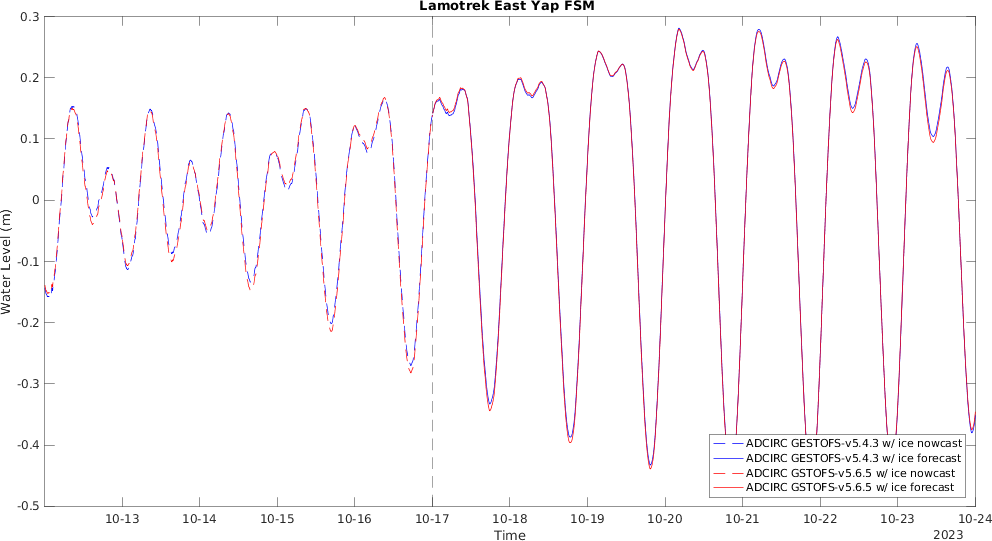 Lamotrek East Yap FSM
0.3
0.2
0.1
0
-0.1
-0.2
-0.3
-0.4
-0.5
Water Level (m)
ADCIRC GESTOFS-v5.4.3 w/ ice nowcast
ADCIRC GESTOFS-v5.4.3 w/ ice forecast
ADCIRC GSTOFS-v5.6.5 w/ ice nowcast
ADCIRC GSTOFS-v5.6.5 w/ ice forecast
10-13 10-14 10-15 10-16 10-17 10-18 10-19 10-20 10-21 10-22 10-23 10-24
Time
2023